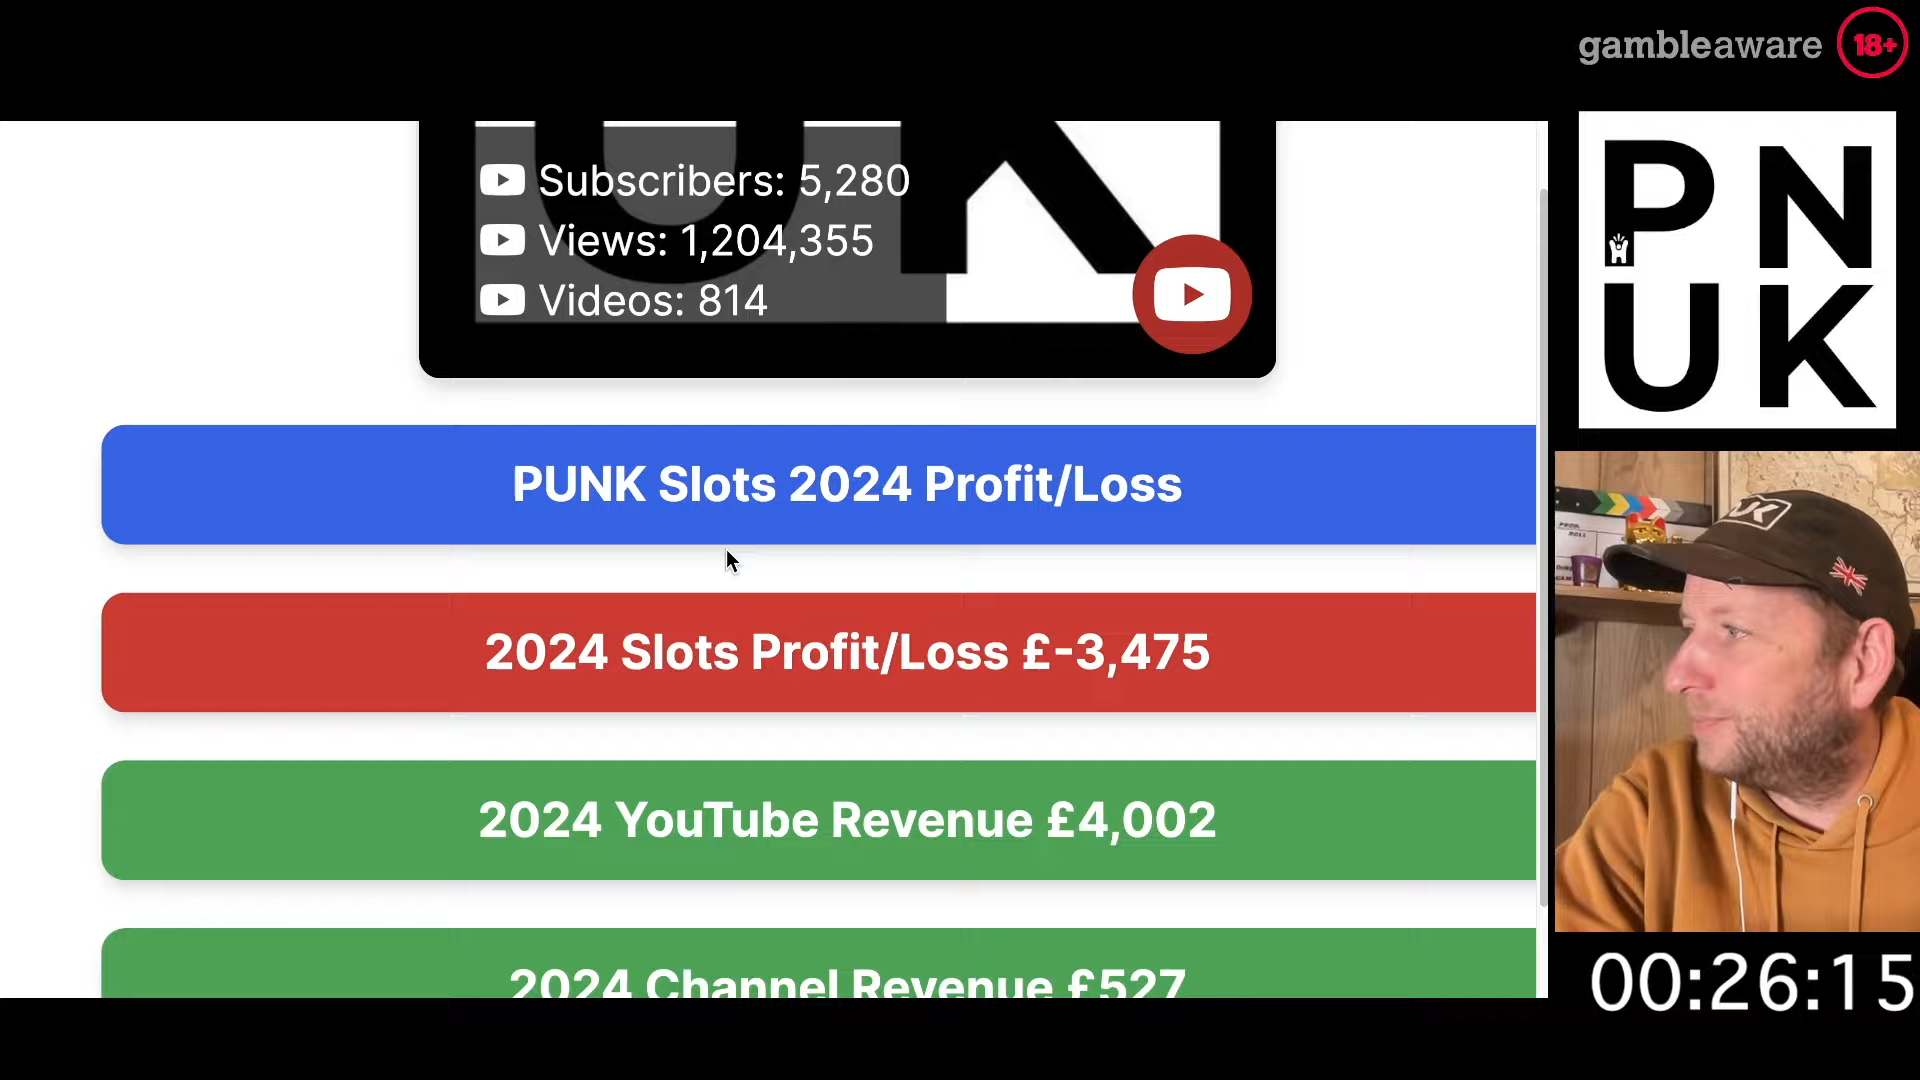 gambleaware 18+
Subscribers: 5,280
Views: 1,204,355
Videos: 814
PUNK Slots 2024 Profit/Loss
2024 Slots Profit/Loss £-3,475
2024 YouTube Revenue £4,002
2024 Channel Revenue £527
P N
U K
UK
00:26:15